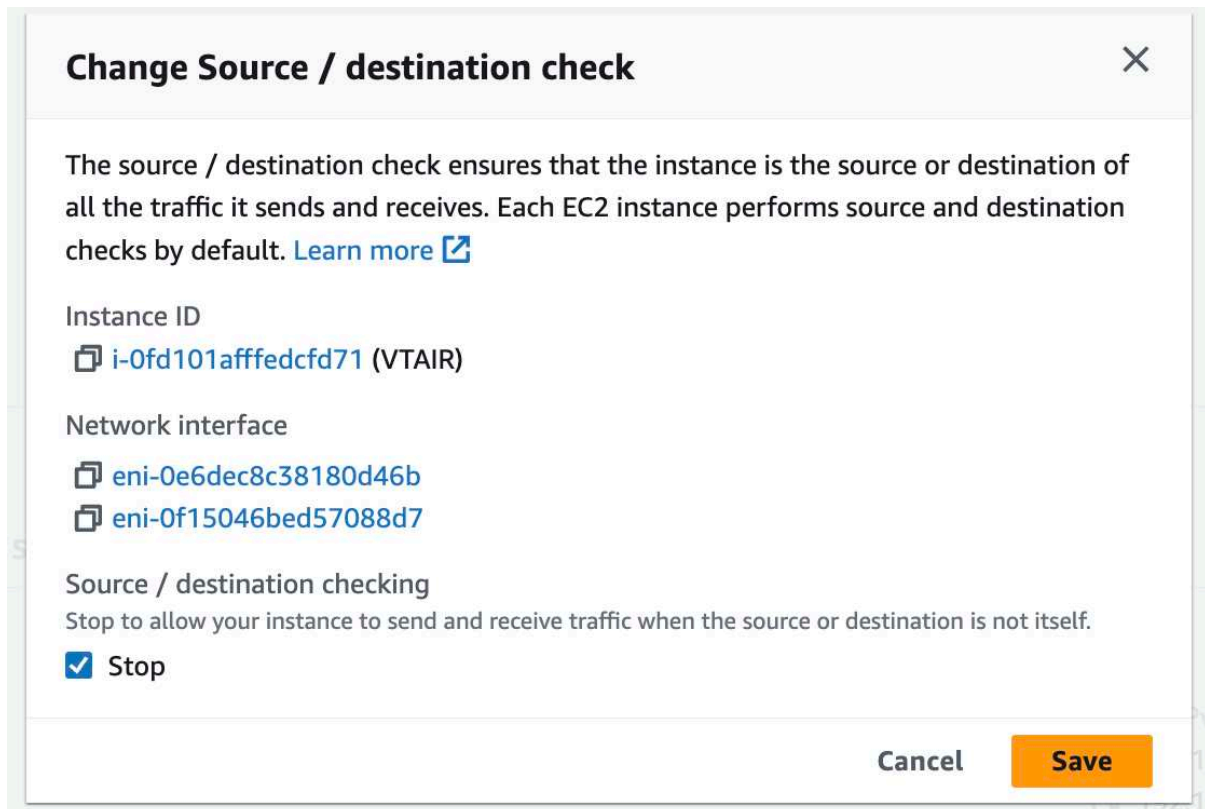 Change Source / destination check
The source / destination check ensures that the instance is the source or destination of
all the traffic it sends and receives. Each EC2 instance performs source and destination
checks by default. Learn more
Instance ID
i-0fd101afffedcfd71 (VTAIR)
Network interface
eni-0e6dec8c38180d46b
eni-0f15046bed57088d7
Source / destination checking
Stop to allow your instance to send and receive traffic when the source or destination is not itself.
Stop
Cancel Save